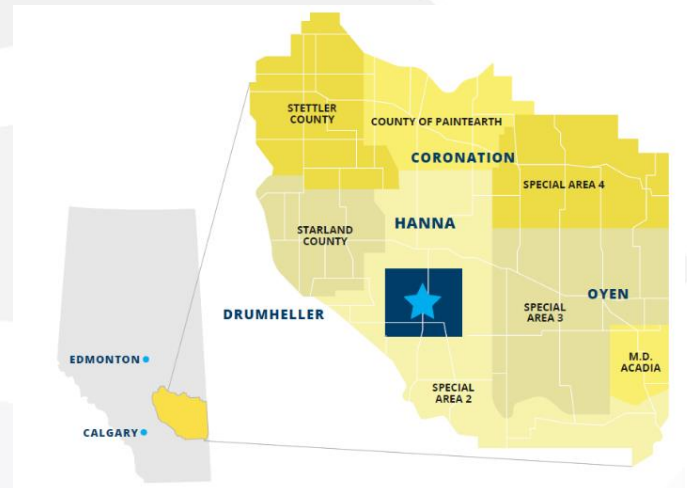 STETTLER
COUNTY
COUNTY OF PAINTEARTH
CORONATION
SPECIAL AREA 4
HANNA
STARLAND
COUNTY
OYEN
DRUMHELLER
SPECIAL
AREA 3
EDMONTON
M.D.
ACADIA
SPECIAL
AREA 2
CALGARY